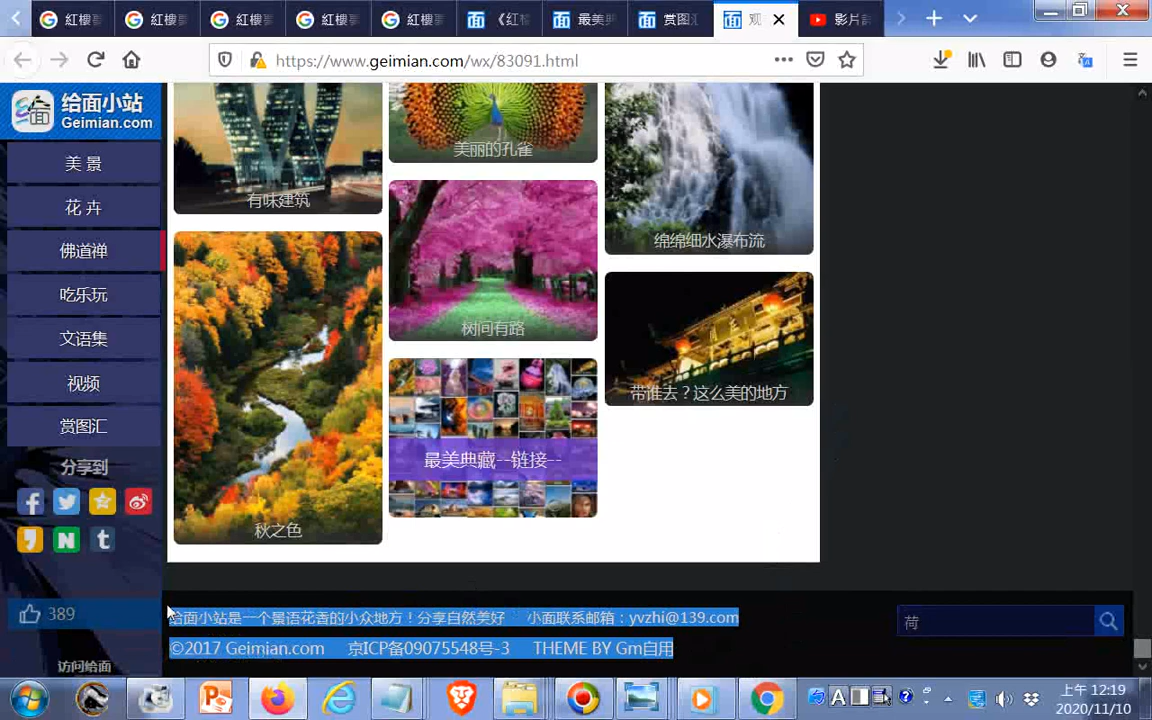 紅樓
紅樓
紅樓
紅樓
紅樓
《红
最美
赏图
观
影片
https://www.geimian.com/wx/83091.html
给面小站
Geimian.com
美 景
花 卉
佛道禅
吃乐玩
文语集
视频
赏图汇
分享到
389
访问给面
有味建筑
美丽的孔雀
绵绵细水瀑布流
树间有路
带谁去？这么美的地方
最美典藏--链接--
秋之色
给面小站是一个景语花香的小众地方！分享自然美好 小面联系邮箱：yvzhi@139.com
©2017 Geimian.com 京ICP备09075548号-3 THEME BY Gm自用
荷
上午 12:19
2020/11/10